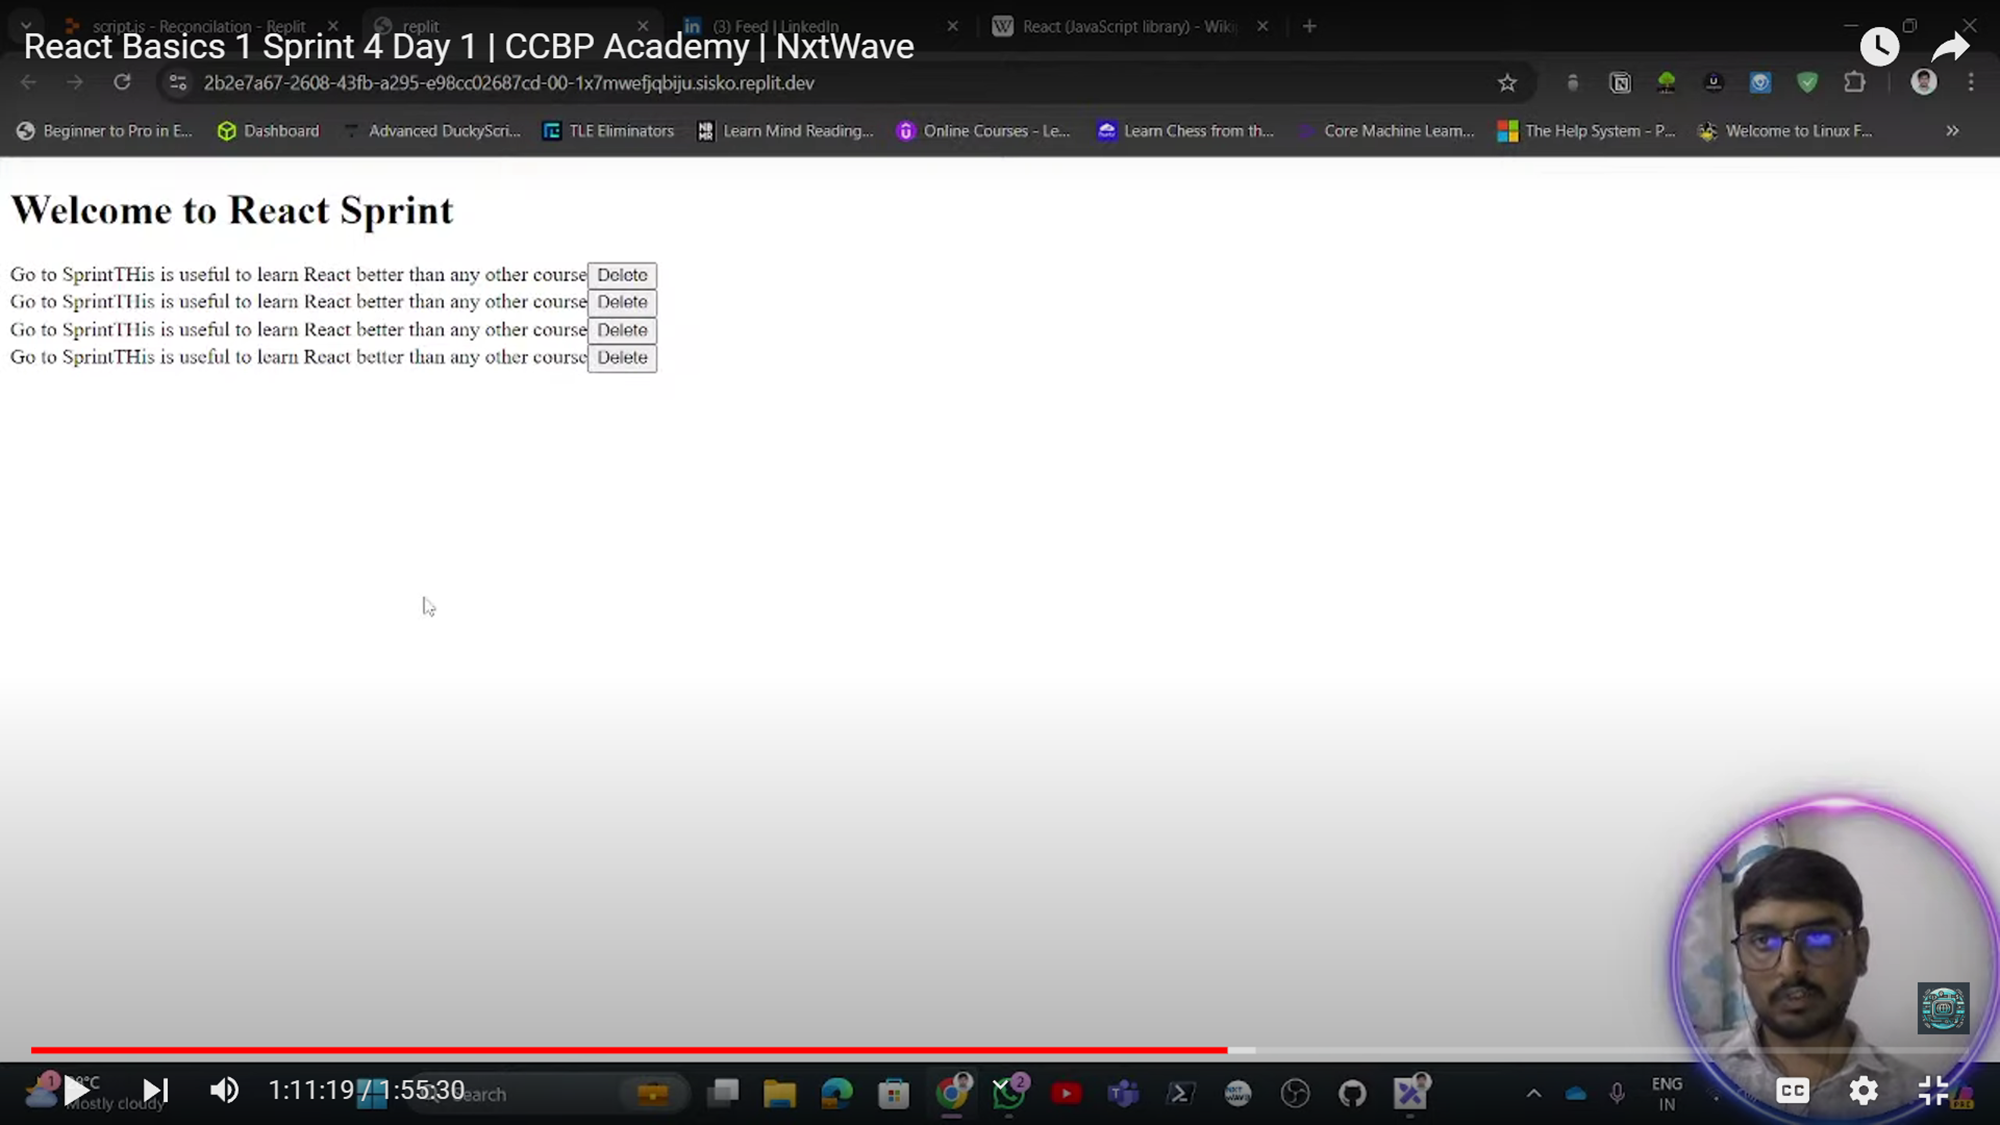 script.js - Reconcilation - Replit
replit
(3) Feed | LinkedIn
React (JavaScript library) - Wiki
React Basics 1 Sprint 4 Day 1 | CCBP Academy | NxtWave
2b2e7a67-2608-43fb-a295-e98cc02687cd-00-1x7mwefjqbiju.sisko.replit.dev
Beginner to Pro in E...
Dashboard
Advanced DuckyScri...
TLE Eliminators
Learn Mind Reading...
Online Courses - Le...
Learn Chess from th...
Core Machine Learn...
The Help System - P...
Welcome to Linux F...
Welcome to React Sprint
Go to SprintTHis is useful to learn React better than any other course Delete
Go to SprintTHis is useful to learn React better than any other course Delete
Go to SprintTHis is useful to learn React better than any other course Delete
Go to SprintTHis is useful to learn React better than any other course Delete
1:11:19 / 1:55:30
1
Mostly cloudy
2
ENG
IN
CC